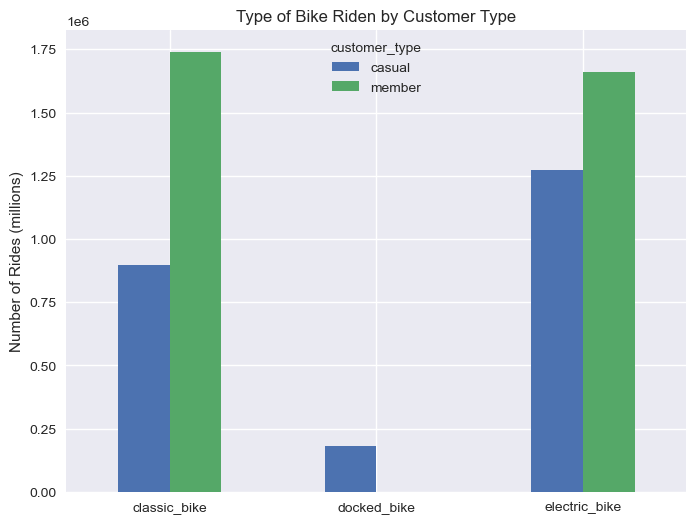 Type of Bike Riden by Customer Type
1e6
customer_type
casual
member
1.75
1.50
1.25
1.00
0.75
0.50
0.25
0.00
Number of Rides (millions)
classic_bike
docked_bike
electric_bike